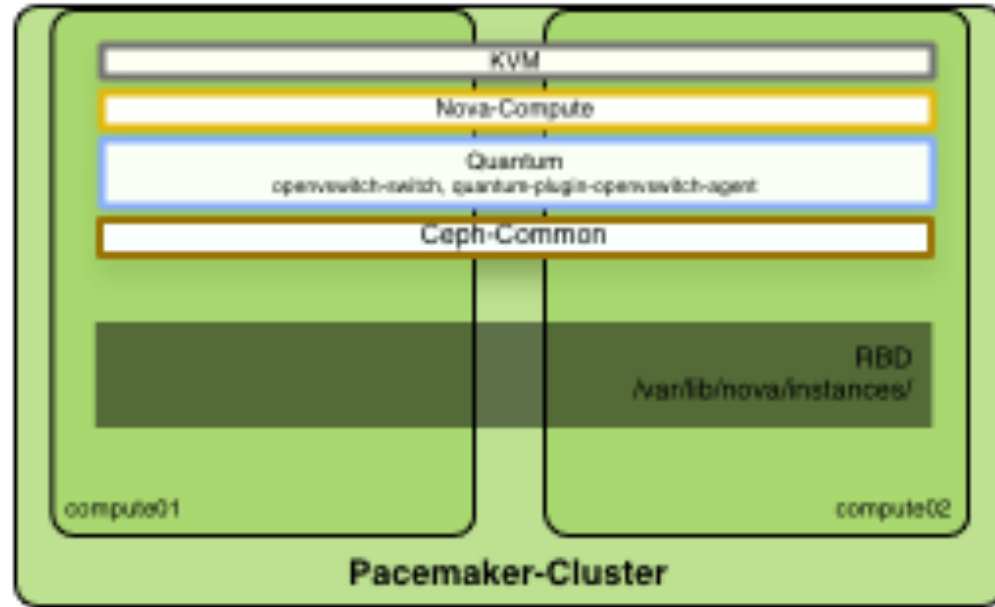 KVM
Nova-Compute
Quantum
openvswitch-switch, quantum-plugin-openvswitch-agent
Ceph-Common
RBD
/var/lib/nova/instances/
compute01
compute02
Pacemaker-Cluster